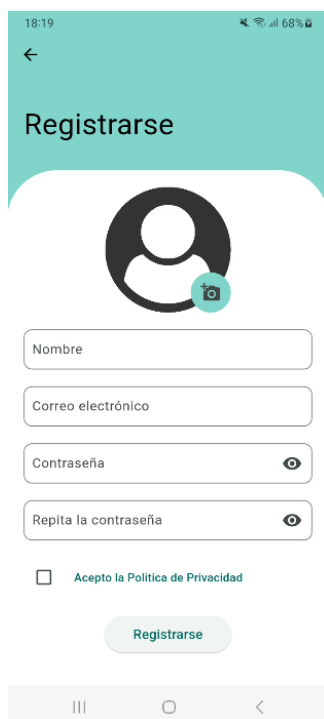 18:19
68%
Registrarse
Nombre
Correo electrónico
Contraseña
Repita la contraseña
Acepto la Politica de Privacidad
Registrarse